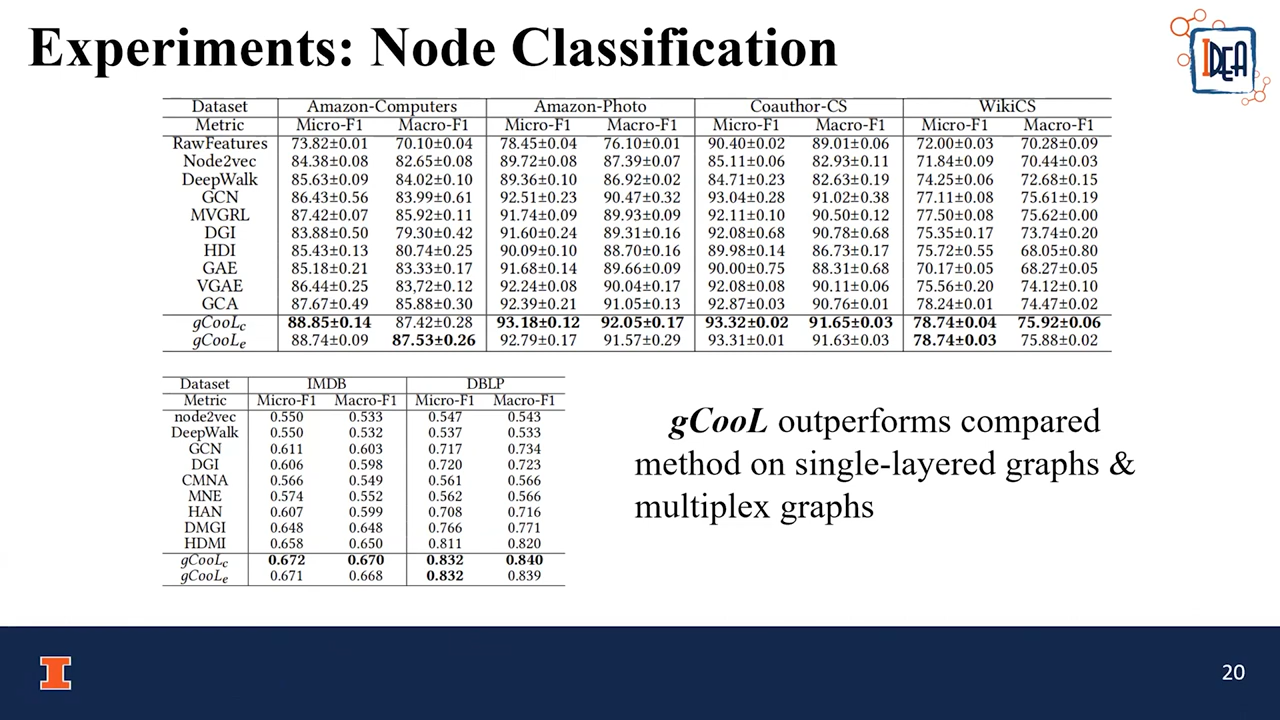 Experiments: Node Classification
IDEA
Dataset Amazon-Computers Amazon-Photo Coauthor-CS WikiCS
Metric Micro-F1 Macro-F1 Micro-F1 Macro-F1 Micro-F1 Macro-F1 Micro-F1 Macro-F1
RawFeatures 73.82±0.01 70.10±0.04 78.45±0.04 76.10±0.01 90.40±0.02 89.01±0.06 72.00±0.03 70.28±0.09
Node2vec 84.38±0.08 82.65±0.08 89.72±0.08 87.39±0.07 85.11±0.06 82.93±0.11 71.84±0.09 70.44±0.03
DeepWalk 85.63±0.09 84.02±0.10 89.36±0.10 86.92±0.02 84.71±0.23 82.63±0.19 74.25±0.06 72.68±0.15
GCN 86.43±0.56 83.99±0.61 92.51±0.23 90.47±0.32 93.04±0.28 91.02±0.38 77.11±0.08 75.61±0.19
MVGRL 87.42±0.07 85.92±0.11 91.74±0.09 89.93±0.09 92.11±0.10 90.50±0.12 77.50±0.08 75.62±0.00
DGI 83.88±0.50 79.30±0.42 91.60±0.24 89.31±0.16 92.08±0.68 90.78±0.68 75.35±0.17 73.74±0.20
HDI 85.43±0.13 80.74±0.25 90.09±0.10 88.70±0.16 89.98±0.14 86.73±0.17 75.72±0.55 68.05±0.80
GAE 85.18±0.21 83.33±0.17 91.68±0.14 89.66±0.09 90.00±0.75 88.31±0.68 70.17±0.05 68.27±0.05
VGAE 86.44±0.25 83,72±0.12 92.24±0.08 90.04±0.17 92.08±0.08 90.11±0.06 75.56±0.20 74.12±0.10
GCA 87.67±0.49 85.88±0.30 92.39±0.21 91.05±0.13 92.87±0.03 90.76±0.01 78.24±0.01 74.47±0.02
gCooLc 88.85±0.14 87.42±0.28 93.18±0.12 92.05±0.17 93.32±0.02 91.65±0.03 78.74±0.04 75.92±0.06
gCooLe 88.74±0.09 87.53±0.26 92.79±0.17 91.57±0.29 93.31±0.01 91.63±0.03 78.74±0.03 75.88±0.02
Dataset IMDB DBLP
Metric Micro-F1 Macro-F1 Micro-F1 Macro-F1
node2vec 0.550 0.533 0.547 0.543
DeepWalk 0.550 0.532 0.537 0.533
GCN 0.611 0.603 0.717 0.734
DGI 0.606 0.598 0.720 0.723
CMNA 0.566 0.549 0.561 0.566
MNE 0.574 0.552 0.562 0.566
HAN 0.607 0.599 0.708 0.716
DMGI 0.648 0.648 0.766 0.771
HDMI 0.658 0.650 0.811 0.820
gCooLc 0.672 0.670 0.832 0.840
gCooLe 0.671 0.668 0.832 0.839
gCooL outperforms compared
method on single-layered graphs &
multiplex graphs
I
20